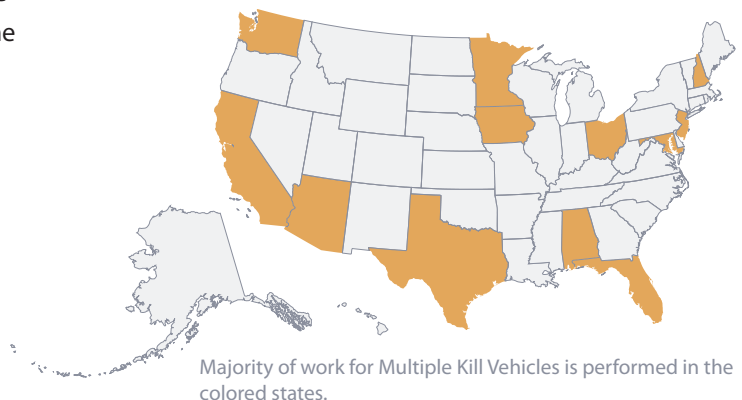 Majority of work for Multiple Kill Vehicles is performed in the
colored states.